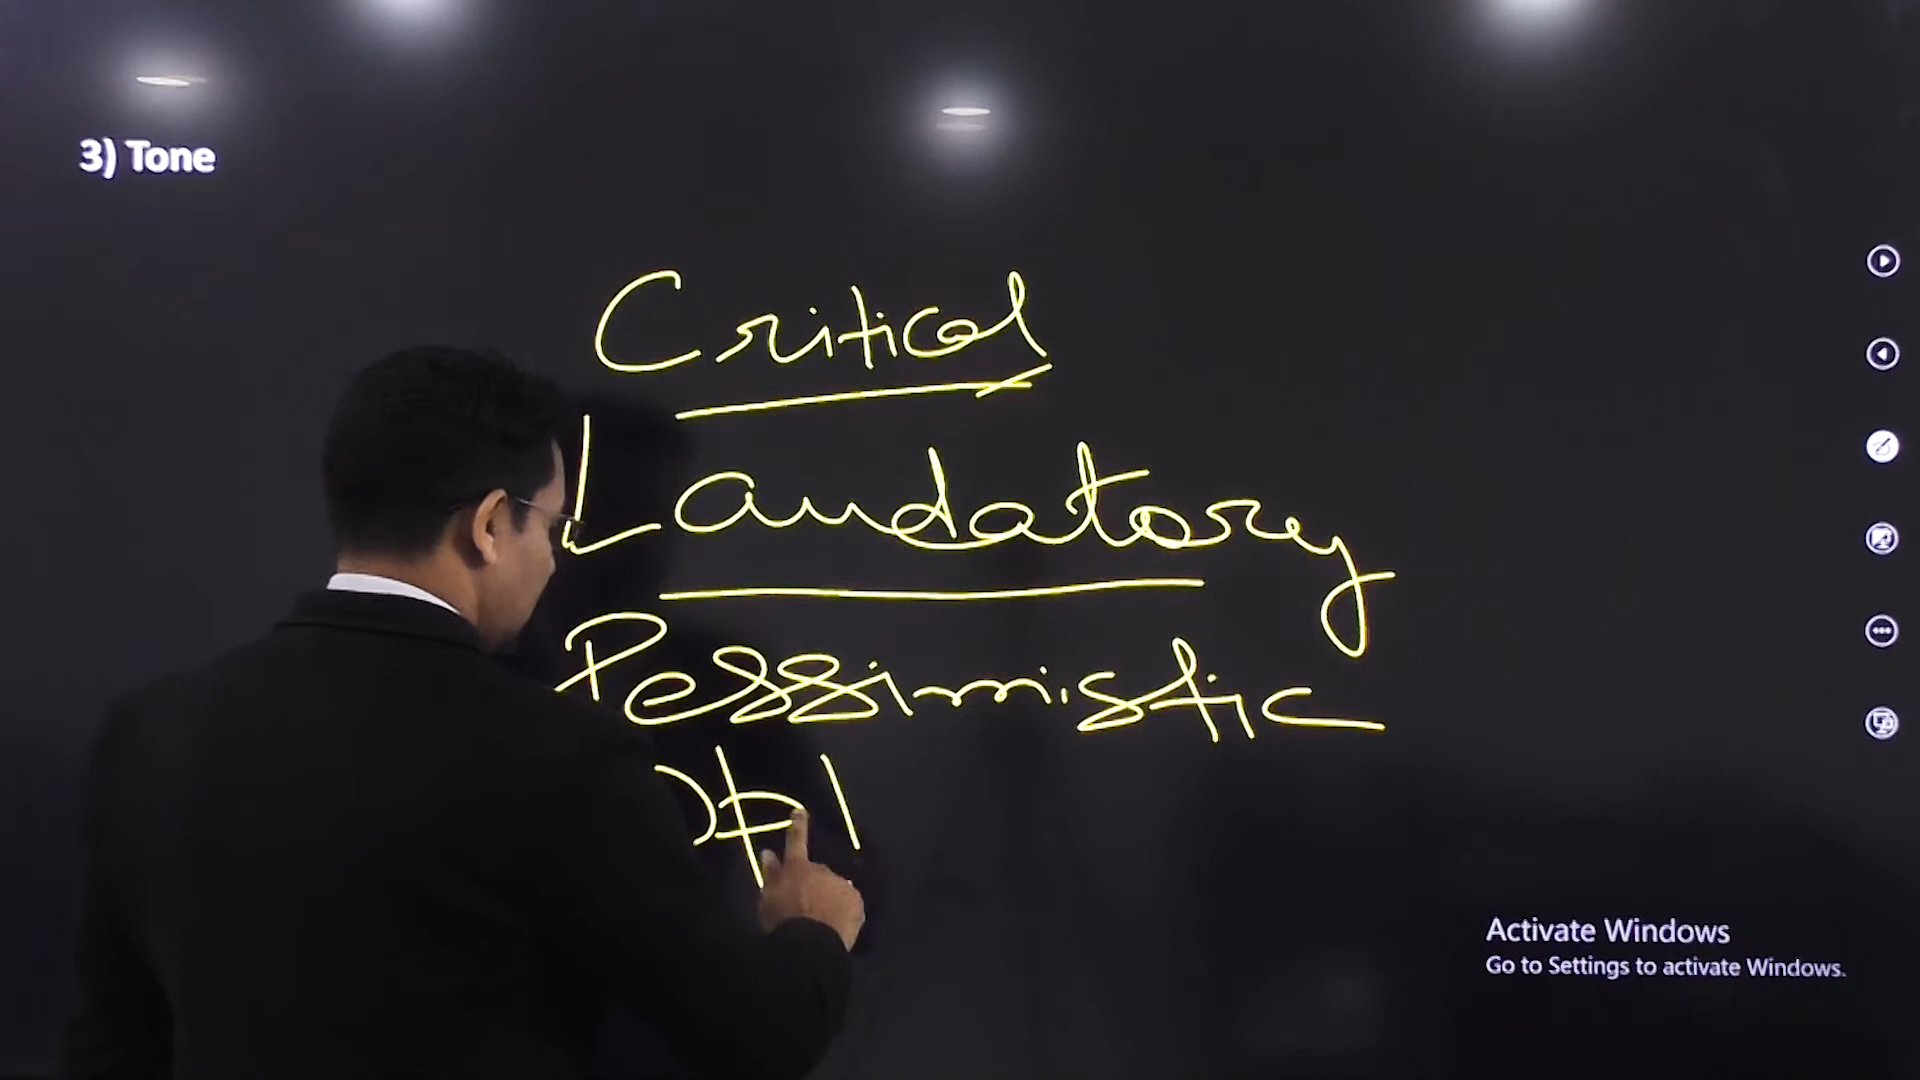 3) Tone
Critical
Laudatory
Pessimistic
Activate Windows
Go to Settings to activate Windows.